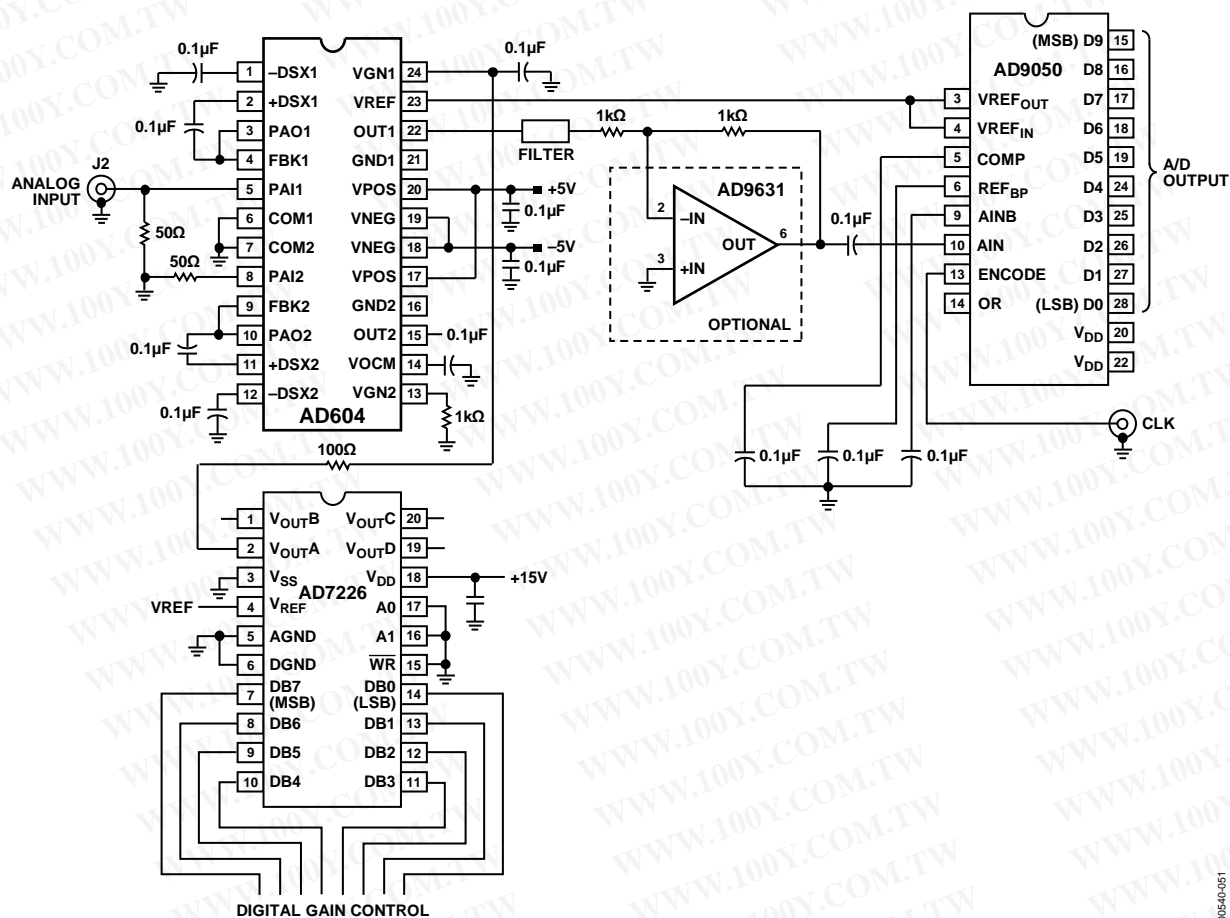 0.1µF
1 –DSX1
2 +DSX1
3 PAO1
4 FBK1
5 PAI1
6 COM1
7 COM2
8 PAI2
9 FBK2
10 PAO2
11 +DSX2
12 –DSX2
VGN1 24
VREF 23
OUT1 22
GND1 21
VPOS 20
VNEG 19
VNEG 18
VPOS 17
GND2 16
OUT2 15
VOCM 14
VGN2 13
AD604
0.1µF
J2
ANALOG
INPUT
50Ω
50Ω
0.1µF
0.1µF
0.1µF
+5V
0.1µF
–5V
0.1µF
0.1µF
1kΩ
FILTER
1kΩ
1kΩ
AD9631
2 –IN
3 +IN
OUT 6
OPTIONAL
0.1µF
AD9050
3 VREFOUT
4 VREFIN
5 COMP
6 REFBP
9 AINB
10 AIN
13 ENCODE
14 OR
(MSB) D9 15
D8 16
D7 17
D6 18
D5 19
D4 24
D3 25
D2 26
D1 27
(LSB) D0 28
VDD 20
VDD 22
A/D
OUTPUT
CLK
0.1µF
0.1µF
0.1µF
100Ω
1 VOUTB
2 VOUTA
3 VSS
4 VREF
5 AGND
6 DGND
7 DB7
(MSB)
8 DB6
9 DB5
10 DB4
VOUTC 20
VOUTD 19
VDD 18
A0 17
A1 16
WR 15
DB0 14
(LSB)
DB1 13
DB2 12
DB3 11
AD7226
VREF
+15V
DIGITAL GAIN CONTROL
00540-051
WWW.100Y.COM.TW